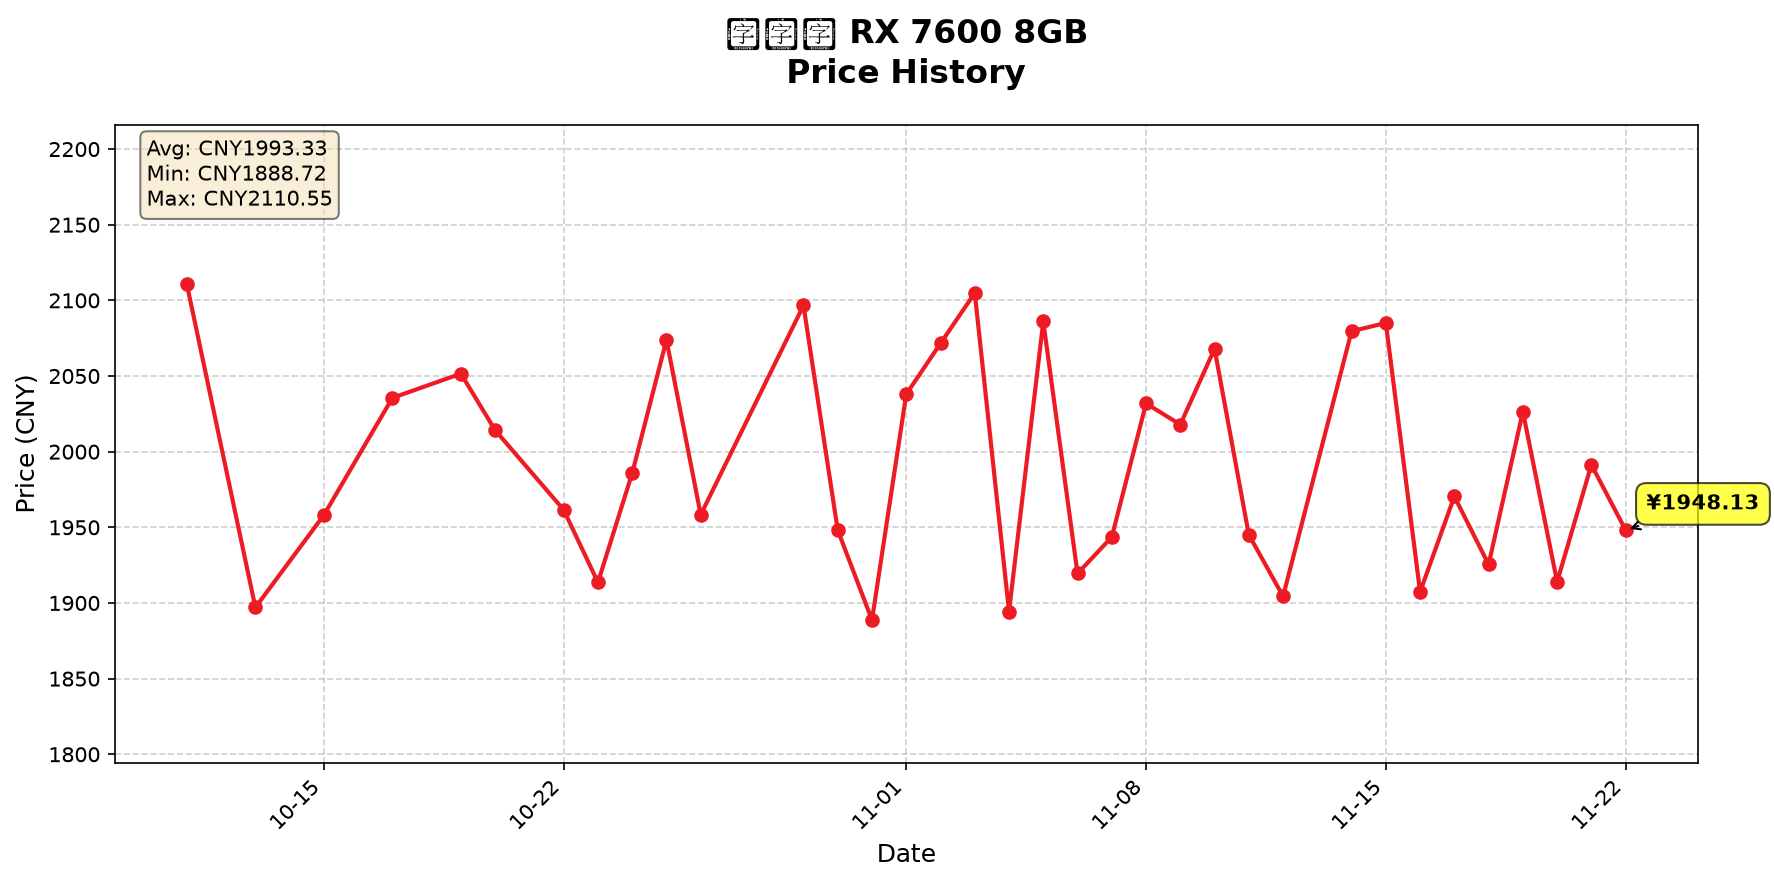 RX 7600 8GB
Price History
Avg: CNY1993.33
Min: CNY1888.72
Max: CNY2110.55
2200
2150
2100
2050
2000
1950
1900
1850
1800
Price (CNY)
¥1948.13
10-15
10-22
11-01
11-08
11-15
11-22
Date